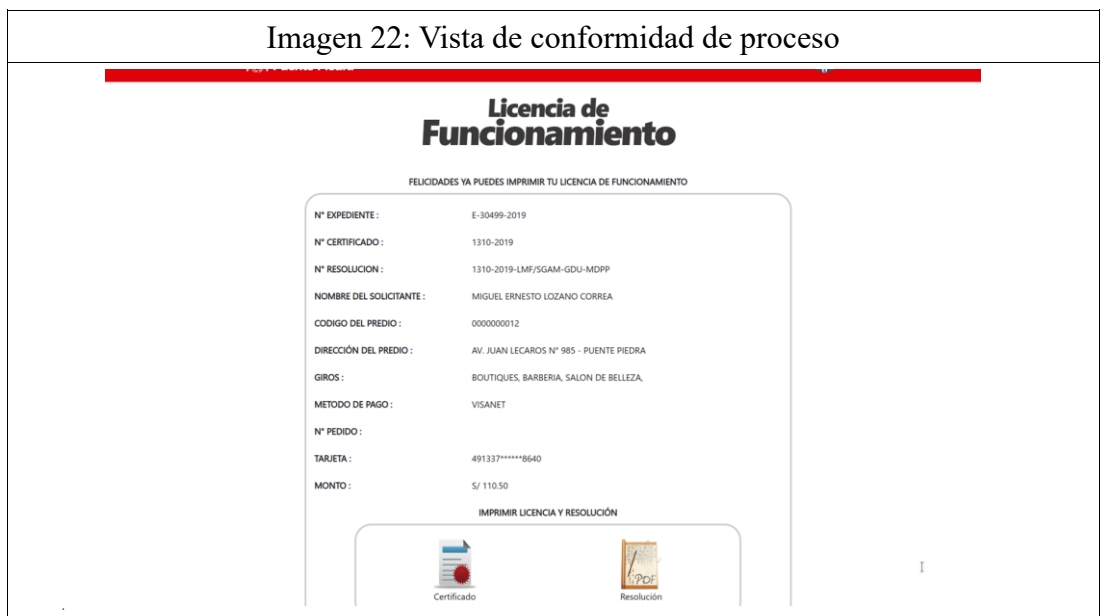 Imagen 22: Vista de conformidad de proceso
Licencia de
Funcionamiento
FELICIDADES YA PUEDES IMPRIMIR TU LICENCIA DE FUNCIONAMIENTO
N° EXPEDIENTE : E-30499-2019
N° CERTIFICADO : 1310-2019
N° RESOLUCION : 1310-2019-LMF/SGAM-GDU-MDPP
NOMBRE DEL SOLICITANTE : MIGUEL ERNESTO LOZANO CORREA
CODIGO DEL PREDIO : 0000000012
DIRECCIÓN DEL PREDIO : AV. JUAN LECAROS N° 985 - PUENTE PIEDRA
GIROS : BOUTIQUES, BARBERIA, SALON DE BELLEZA,
METODO DE PAGO : VISANET
N° PEDIDO :
TARJETA : 491337******8640
MONTO : S/ 110.50
IMPRIMIR LICENCIA Y RESOLUCIÓN
PDF
Certificado Resolución